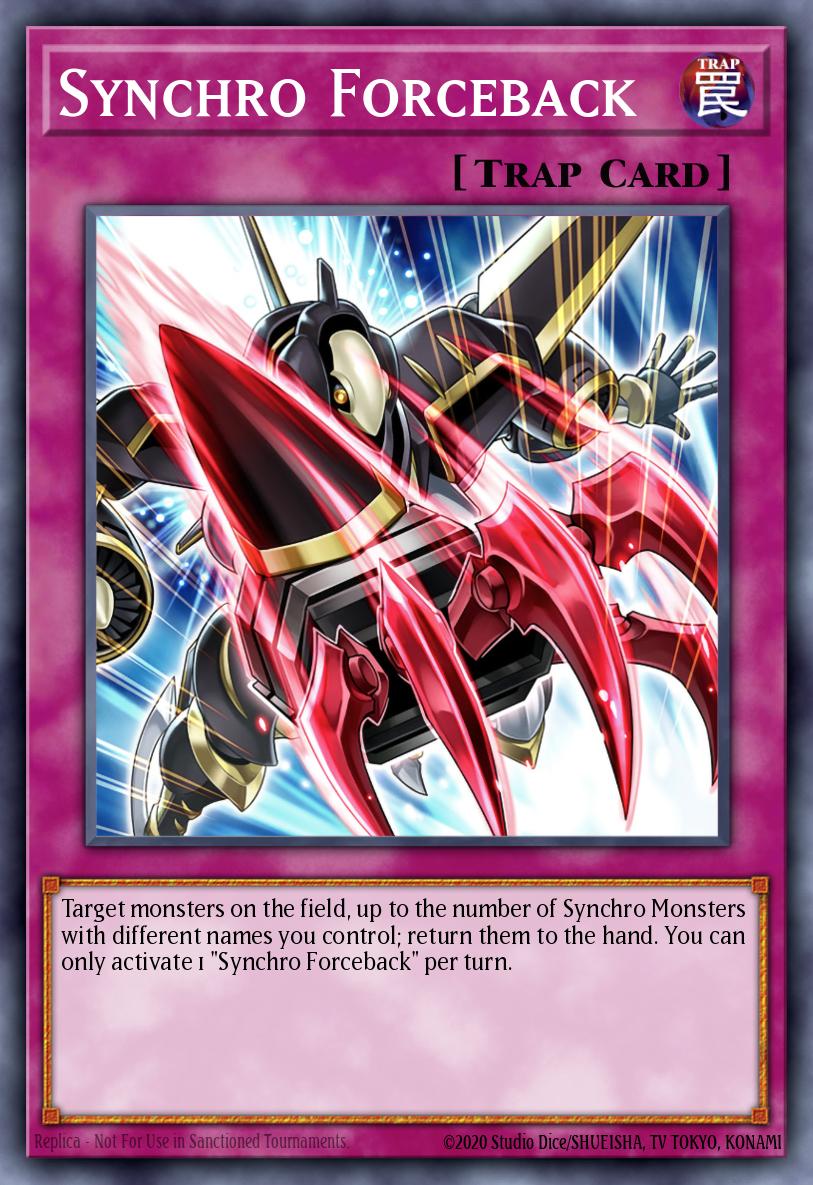 Synchro Forceback
TRAP
罠
[Trap Card]
Target monsters on the field, up to the number of Synchro Monsters
with different names you control; return them to the hand. You can
only activate 1 "Synchro Forceback" per turn.
Replica - Not For Use in Sanctioned Tournaments.
©2020 Studio Dice/SHUEISHA, TV TOKYO, KONAMI